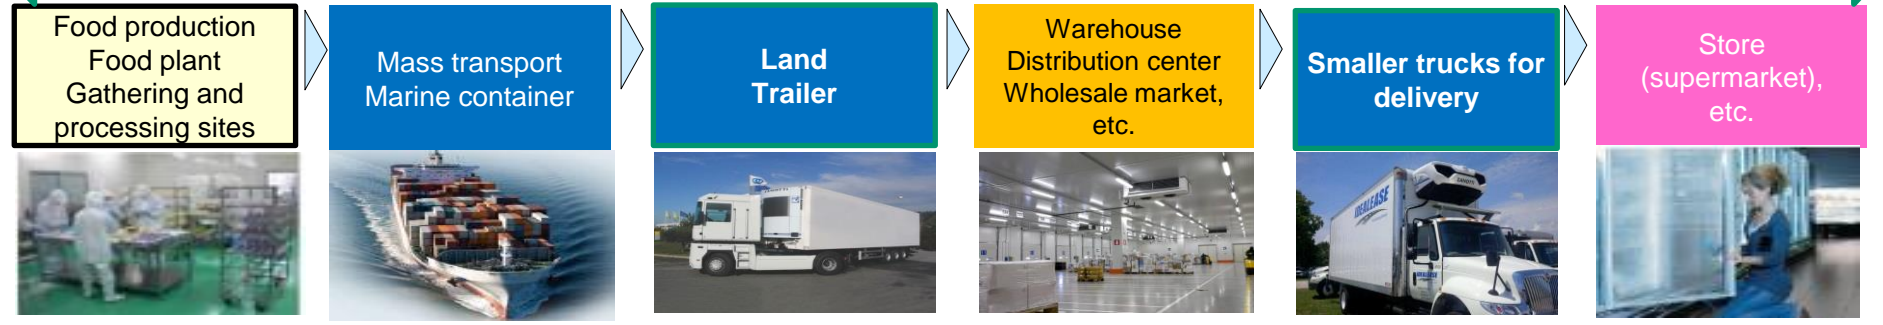 Food production
Food plant
Gathering and
processing sites
Mass transport
Marine container
Land
Trailer
Warehouse
Distribution center
Wholesale market,
etc.
Smaller trucks for
delivery
Store
(supermarket),
etc.
IDEALEASE
IDEALEASE